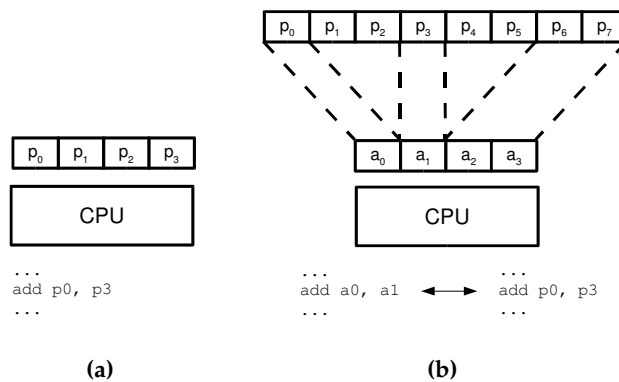 p0 p1 p2 p3 p4 p5 p6 p7
p0 p1 p2 p3
a0 a1 a2 a3
CPU
CPU
...
add p0, p3
...
...
add a0, a1
...
...
add p0, p3
...
(a)
(b)